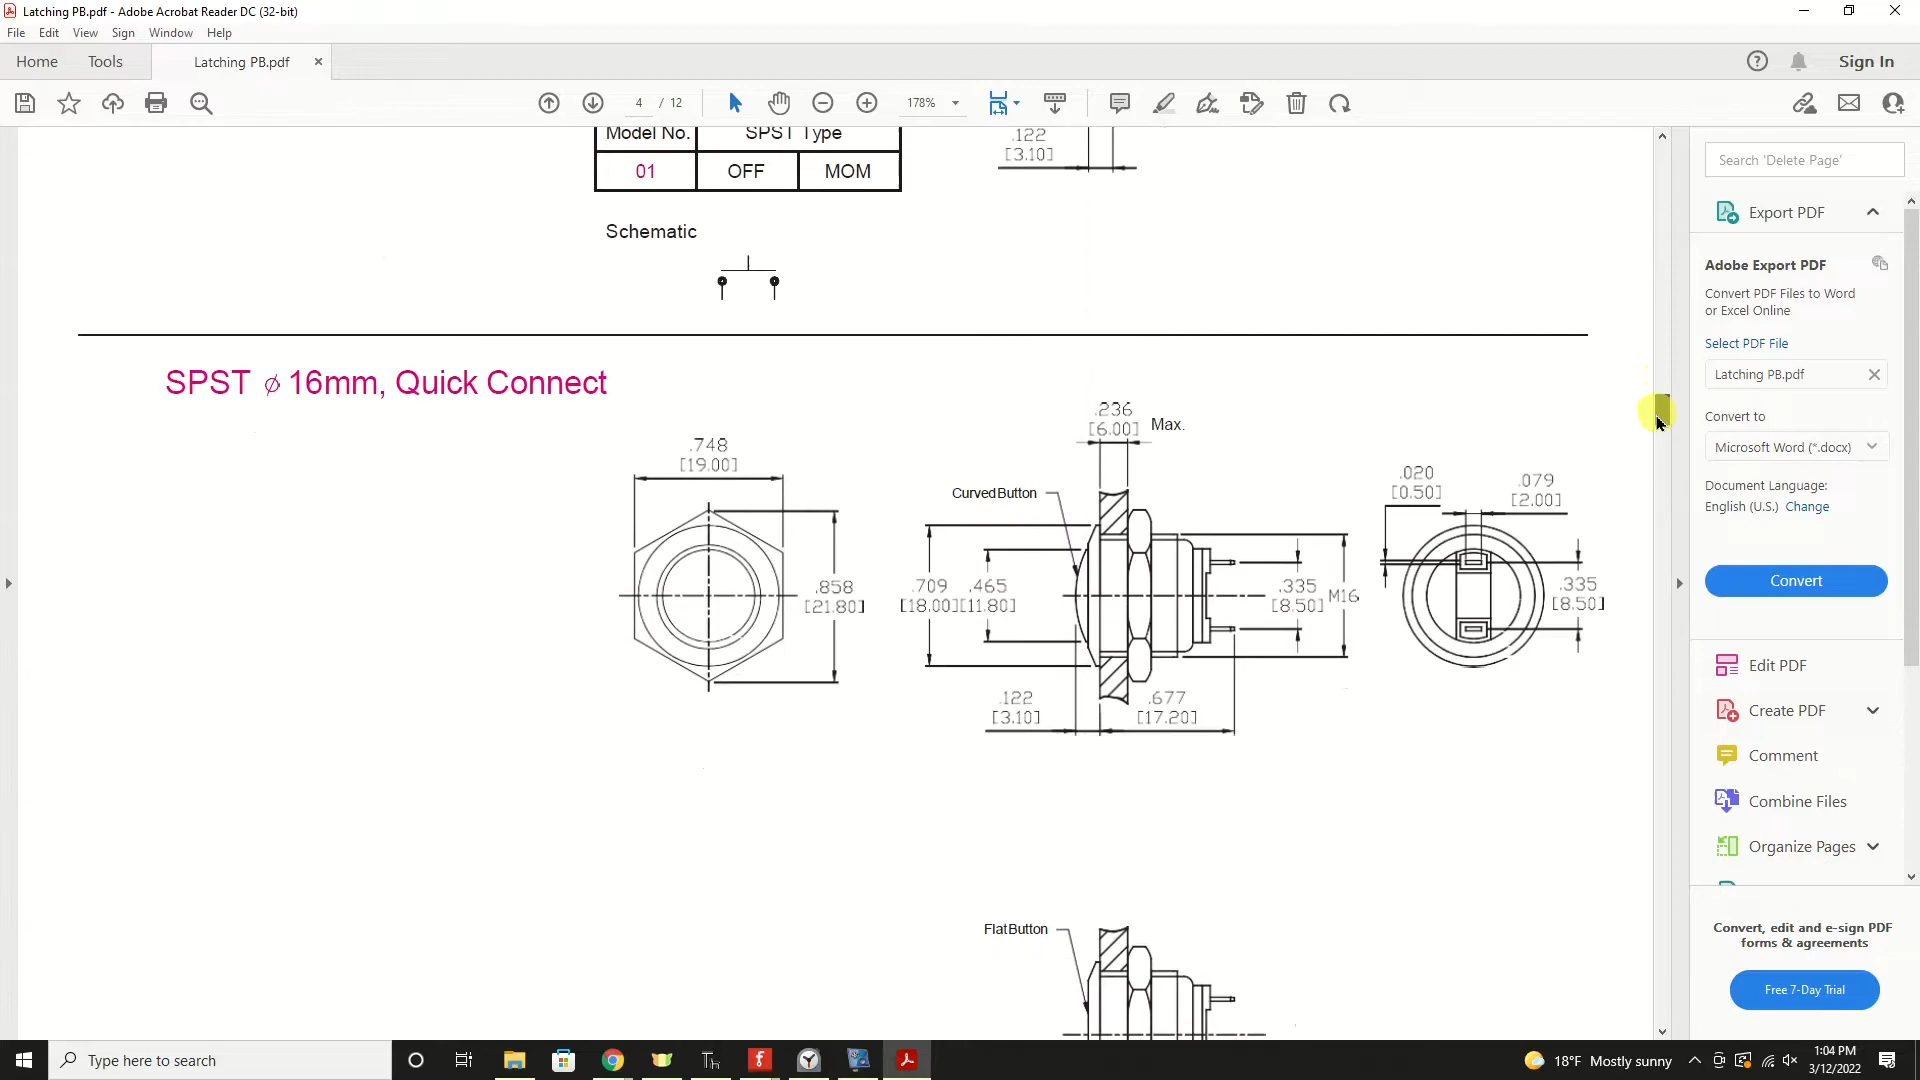 Latching PB.pdf - Adobe Acrobat Reader DC (32-bit)
File Edit View Sign Window Help
Home Tools Latching PB.pdf Sign In
4 / 12 178%
Model No. SPST Type
01 OFF MOM
.122
[3.10]
Schematic
SPST ⌀ 16mm, Quick Connect
.748
[19.00]
.858
[21.80]
.236
[6.00] Max.
Curved Button
.709
[18.00]
.465
[11.80]
.335
[8.50]
M16
.122
[3.10]
.677
[17.20]
.020
[0.50]
.079
[2.00]
.335
[8.50]
Flat Button
Search 'Delete Page'
Export PDF
Adobe Export PDF
Convert PDF Files to Word
or Excel Online
Select PDF File
Latching PB.pdf
Convert to
Microsoft Word (*.docx)
Document Language:
English (U.S.) Change
Convert
Edit PDF
Create PDF
Comment
Combine Files
Organize Pages
Convert, edit and e-sign PDF
forms & agreements
Free 7-Day Trial
Type here to search
18°F Mostly sunny
1:04 PM
3/12/2022